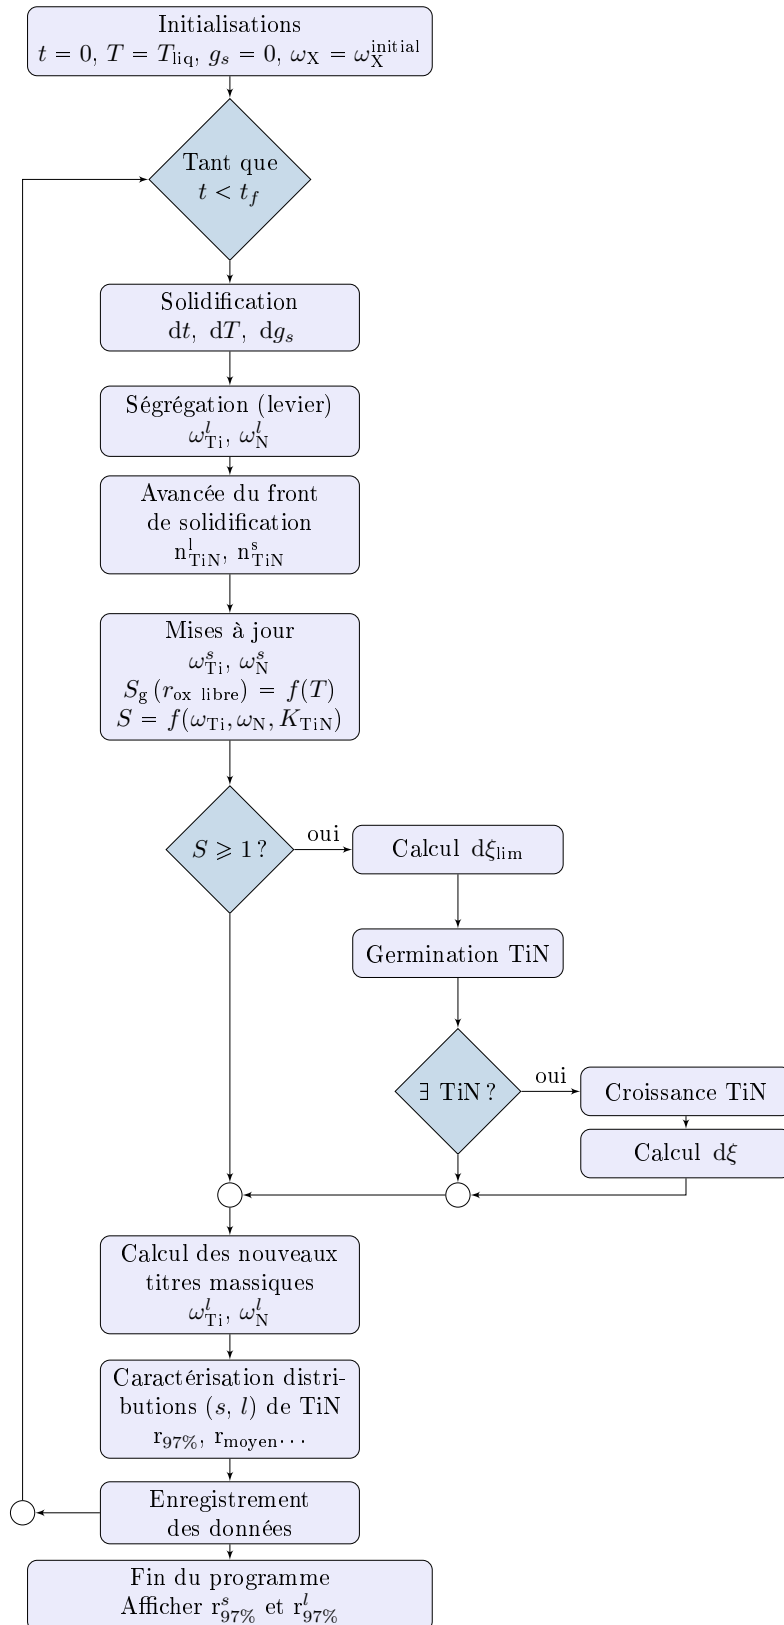 Initialisations
t = 0, T = T_liq, g_s = 0, ω_X = ω_X^initial
Tant que
t < t_f
Solidification
dt, dT, dg_s
Ségrégation (levier)
ω_Ti^l, ω_N^l
Avancée du front
de solidification
n_TiN^l, n_TiN^s
Mises à jour
ω_Ti^s, ω_N^s
S_g (r_ox libre) = f(T)
S = f(ω_Ti, ω_N, K_TiN)
S ⩾ 1 ?
oui
Calcul dξ_lim
Germination TiN
∃ TiN ?
oui
Croissance TiN
Calcul dξ
Calcul des nouveaux
titres massiques
ω_Ti^l, ω_N^l
Caractérisation distri-
butions (s, l) de TiN
r_97%, r_moyen...
Enregistrement
des données
Fin du programme
Afficher r_97%^s et r_97%^l